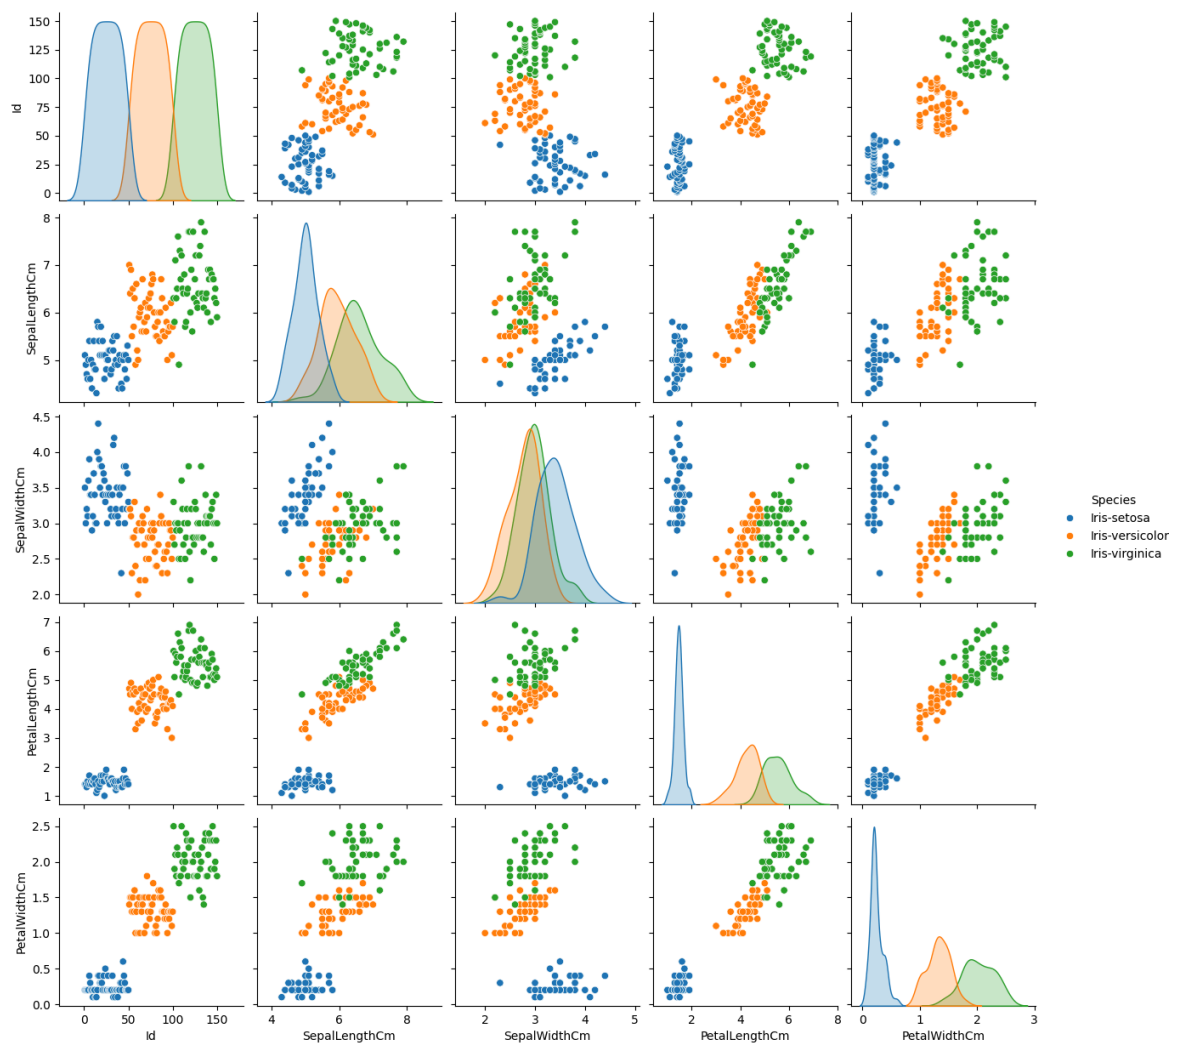 150
125
100
75
50
25
0
Id
8
7
6
5
SepalLengthCm
4.5
4.0
3.5
3.0
2.5
2.0
SepalWidthCm
Species
Iris-setosa
Iris-versicolor
Iris-virginica
7
6
5
4
3
2
1
PetalLengthCm
2.5
2.0
1.5
1.0
0.5
0.0
PetalWidthCm
0 50 100 150
Id
4 6 8
SepalLengthCm
2 3 4 5
SepalWidthCm
2 4 6 8
PetalLengthCm
0 1 2 3
PetalWidthCm